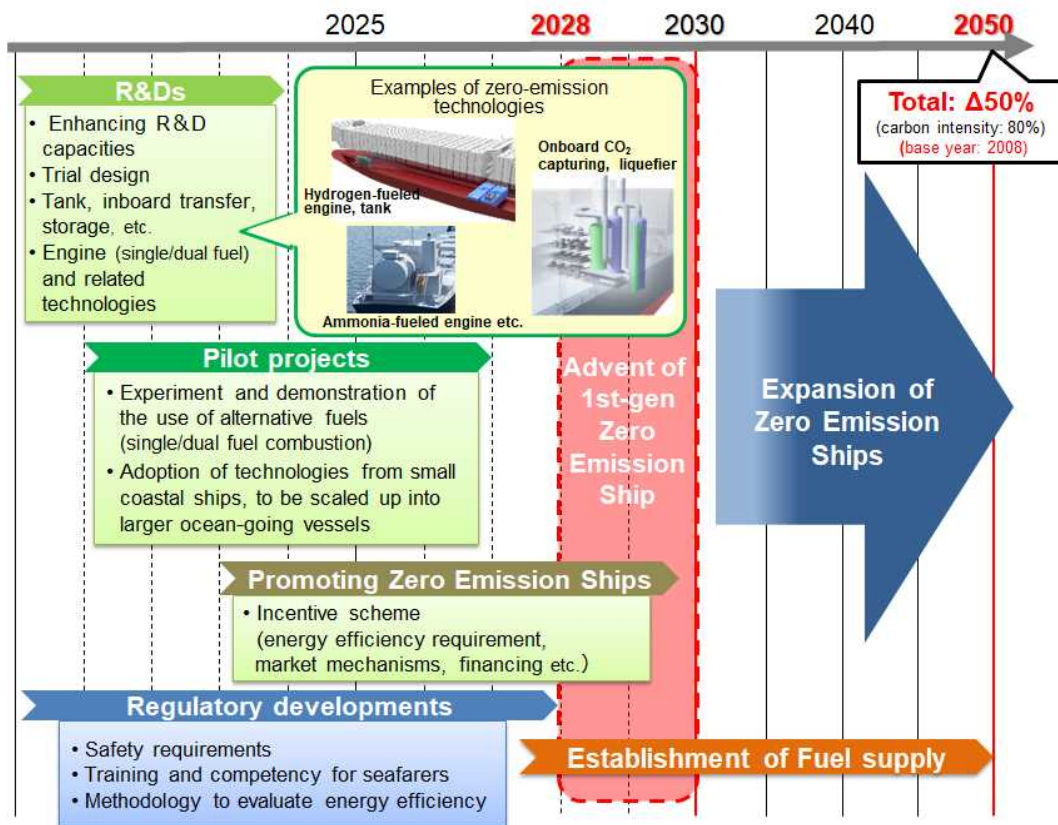 2025
2028
2030
2040
2050
R&Ds
• Enhancing R&D
capacities
• Trial design
• Tank, inboard transfer,
storage, etc.
• Engine (single/dual fuel)
and related
technologies
Examples of zero-emission
technologies
Hydrogen-fueled
engine, tank
Onboard CO₂
capturing, liquefier
Ammonia-fueled engine etc.
Total: Δ50%
(carbon intensity: 80%)
(base year: 2008)
Pilot projects
• Experiment and demonstration of
the use of alternative fuels
(single/dual fuel combustion)
• Adoption of technologies from small
coastal ships, to be scaled up into
larger ocean-going vessels
Advent of
1st-gen
Zero
Emission
Ship
Expansion of
Zero Emission
Ships
Promoting Zero Emission Ships
• Incentive scheme
(energy efficiency requirement,
market mechanisms, financing etc.)
Regulatory developments
• Safety requirements
• Training and competency for seafarers
• Methodology to evaluate energy efficiency
Establishment of Fuel supply